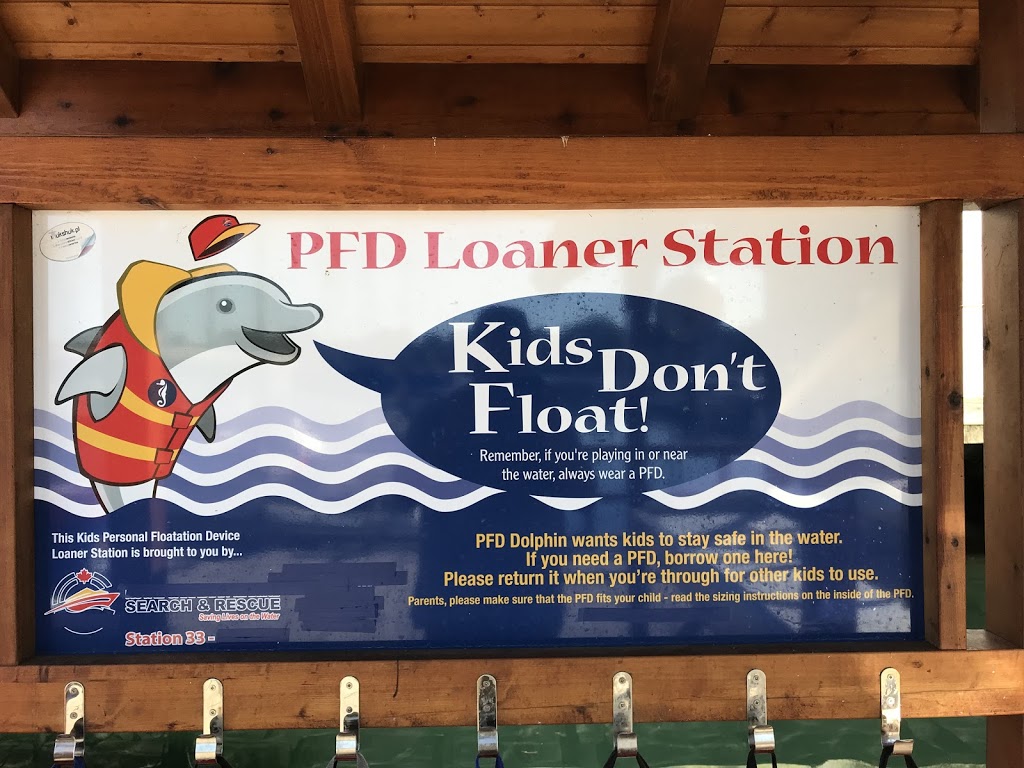 PFD Loaner Station
Kids Don't
Float!
Remember, if you're playing in or near
the water, always wear a PFD.
This Kids Personal Floatation Device
Loaner Station is brought to you by...
SEARCH & RESCUE
Saving Lives on the Water
Station 33 -
PFD Dolphin wants kids to stay safe in the water.
If you need a PFD, borrow one here!
Please return it when you're through for other kids to use.
Parents, please make sure that the PFD fits your child - read the sizing instructions on the inside of the PFD.